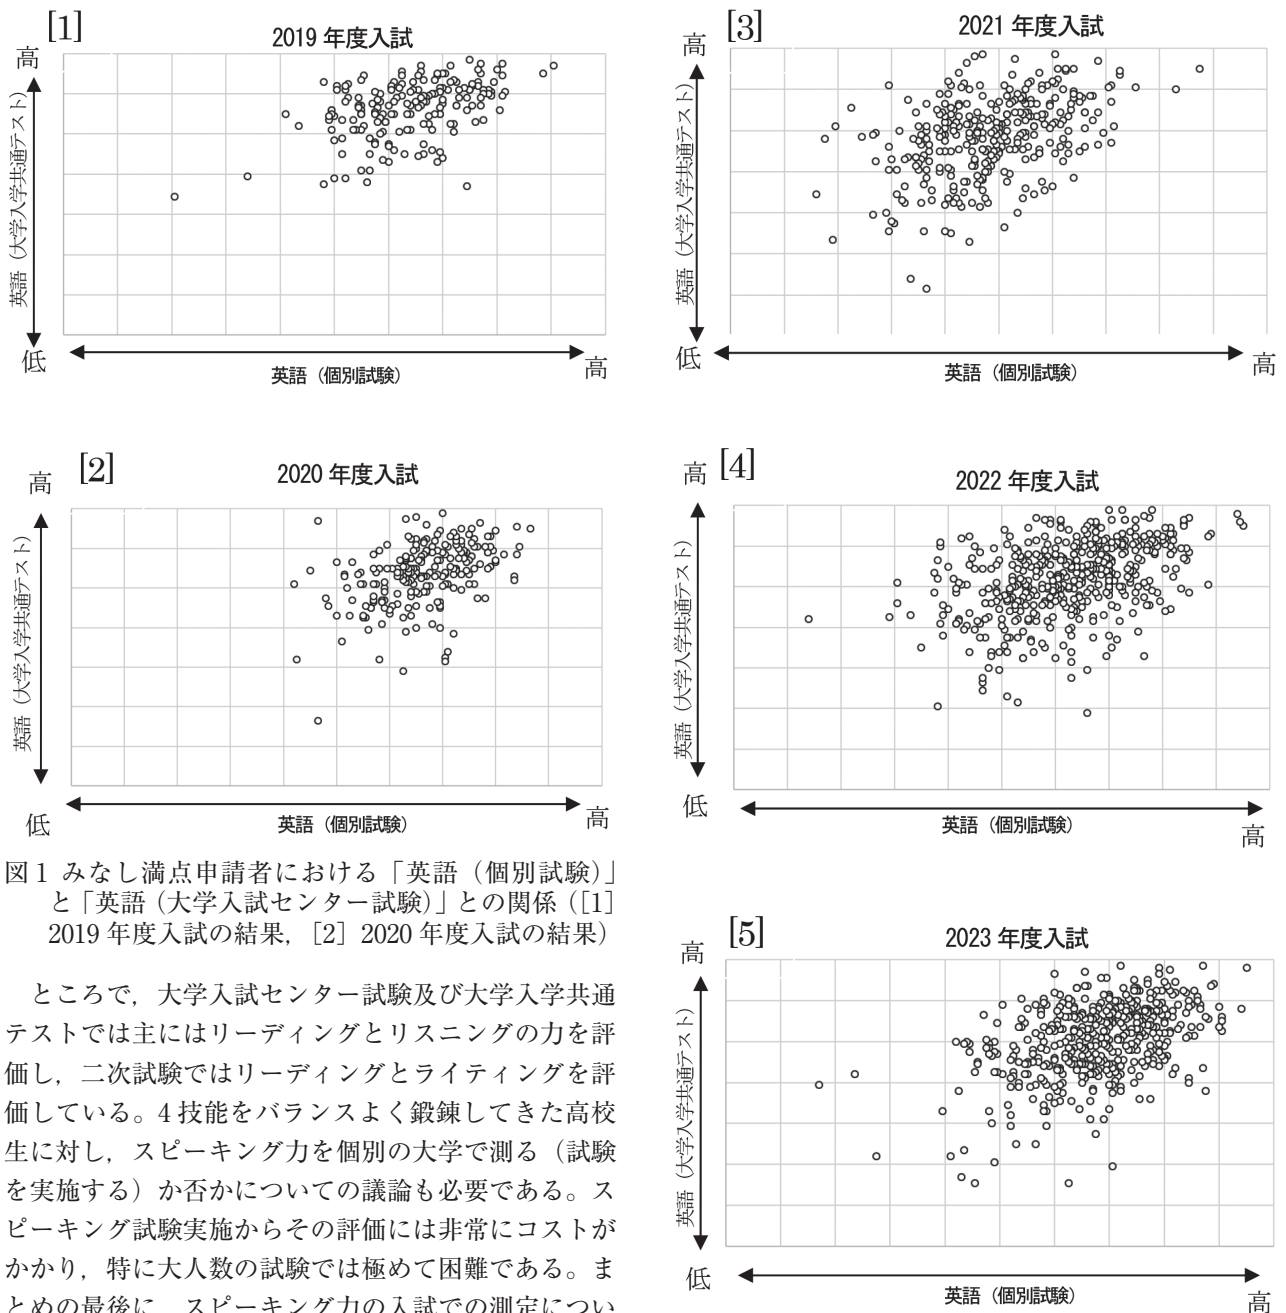 [1]
2019 年度入試
高
英語（大学入学共通テスト）
低
英語（個別試験）
高
[2]
2020 年度入試
高
英語（大学入学共通テスト）
低
英語（個別試験）
高
図1 みなし満点申請者における「英語（個別試験）」
と「英語（大学入試センター試験）」との関係（[1]
2019 年度入試の結果，[2] 2020 年度入試の結果）
ところで，大学入試センター試験及び大学入学共通
テストでは主にはリーディングとリスニングの力を評
価し，二次試験ではリーディングとライティングを評
価している。4 技能をバランスよく鍛錬してきた高校
生に対し，スピーキング力を個別の大学で測る（試験
を実施する）か否かについての議論も必要である。ス
ピーキング試験実施からその評価には非常にコストが
かかり，特に大人数の試験では極めて困難である。ま
とめの最後に，スピーキング力の入試での測定につい
[3]
2021 年度入試
高
英語（大学入学共通テスト）
低
英語（個別試験）
高
[4]
2022 年度入試
高
英語（大学入学共通テスト）
低
英語（個別試験）
高
[5]
2023 年度入試
高
英語（大学入学共通テスト）
低
英語（個別試験）
高